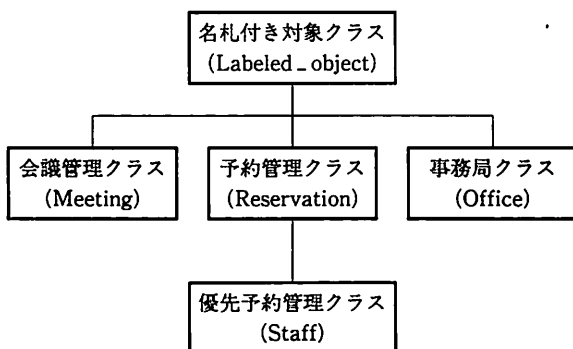 名札付き対象クラス
(Labeled_object)
会議管理クラス
(Meeting)
予約管理クラス
(Reservation)
事務局クラス
(Office)
優先予約管理クラス
(Staff)